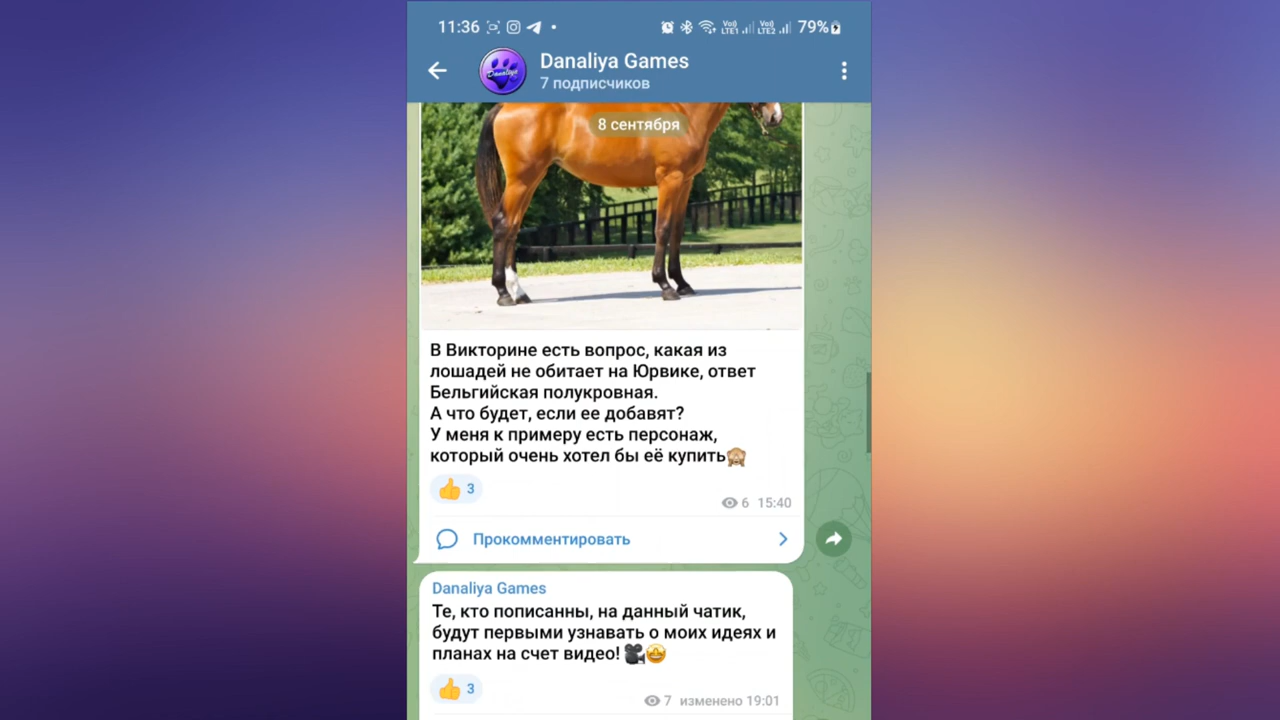 11:36 79%
Danaliya Games
7 подписчиков
8 сентября
В Викторине есть вопрос, какая из
лошадей не обитает на Юрвике, ответ
Бельгийская полукровная.
А что будет, если ее добавят?
У меня к примеру есть персонаж,
который очень хотел бы её купить🙈
👍 3
6 15:40
Прокомментировать
Danaliya Games
Те, кто пописанны, на данный чатик,
будут первыми узнавать о моих идеях и
планах на счет видео! 🎥🤩
👍 3
7 изменено 19:01